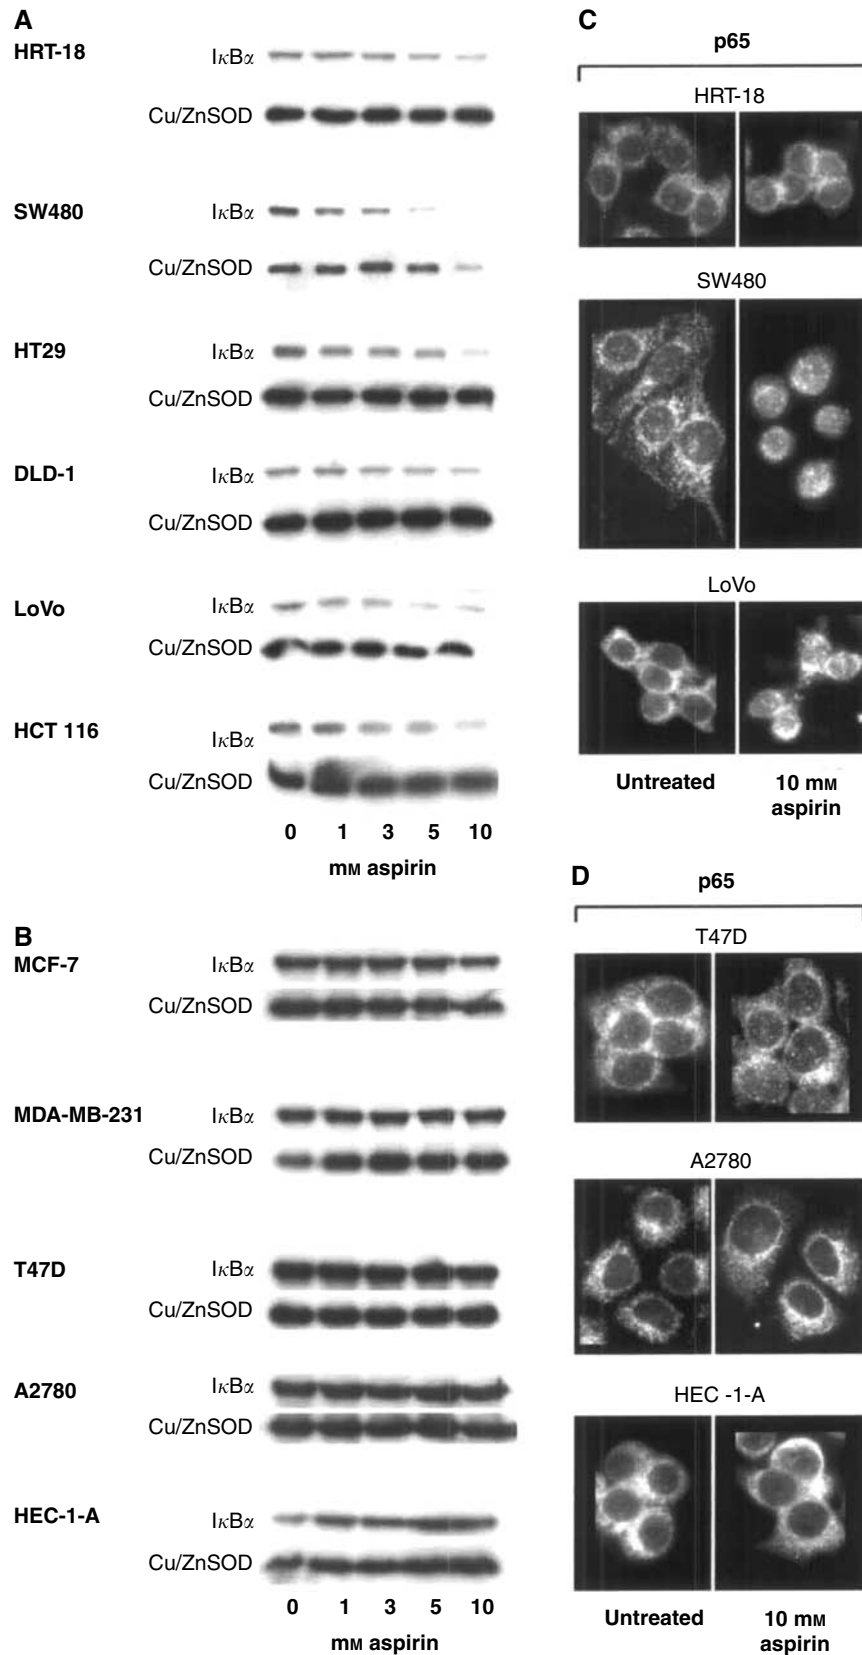 A
HRT-18
IκBα
Cu/ZnSOD
SW480
IκBα
Cu/ZnSOD
HT29
IκBα
Cu/ZnSOD
DLD-1
IκBα
Cu/ZnSOD
LoVo
IκBα
Cu/ZnSOD
HCT 116
IκBα
Cu/ZnSOD
0 1 3 5 10
mM aspirin
B
MCF-7
IκBα
Cu/ZnSOD
MDA-MB-231
IκBα
Cu/ZnSOD
T47D
IκBα
Cu/ZnSOD
A2780
IκBα
Cu/ZnSOD
HEC-1-A
IκBα
Cu/ZnSOD
0 1 3 5 10
mM aspirin
C
p65
HRT-18
SW480
LoVo
Untreated
10 mM
aspirin
D
p65
T47D
A2780
HEC -1-A
Untreated
10 mM
aspirin